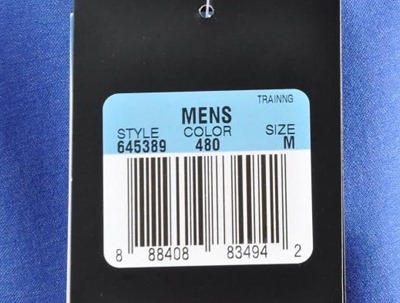 TRAINNG
MENS
STYLE COLOR SIZE
645389 480 M
8 88408 83494 2